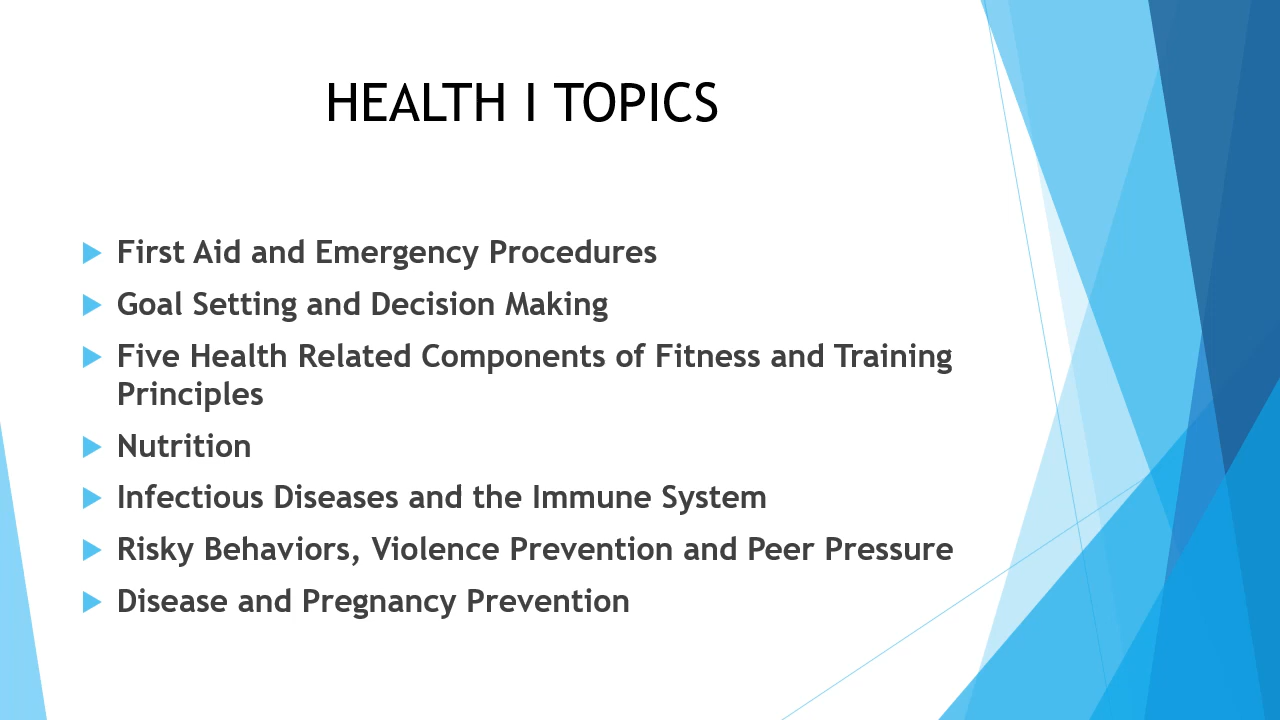 HEALTH I TOPICS
First Aid and Emergency Procedures
Goal Setting and Decision Making
Five Health Related Components of Fitness and Training
Principles
Nutrition
Infectious Diseases and the Immune System
Risky Behaviors, Violence Prevention and Peer Pressure
Disease and Pregnancy Prevention